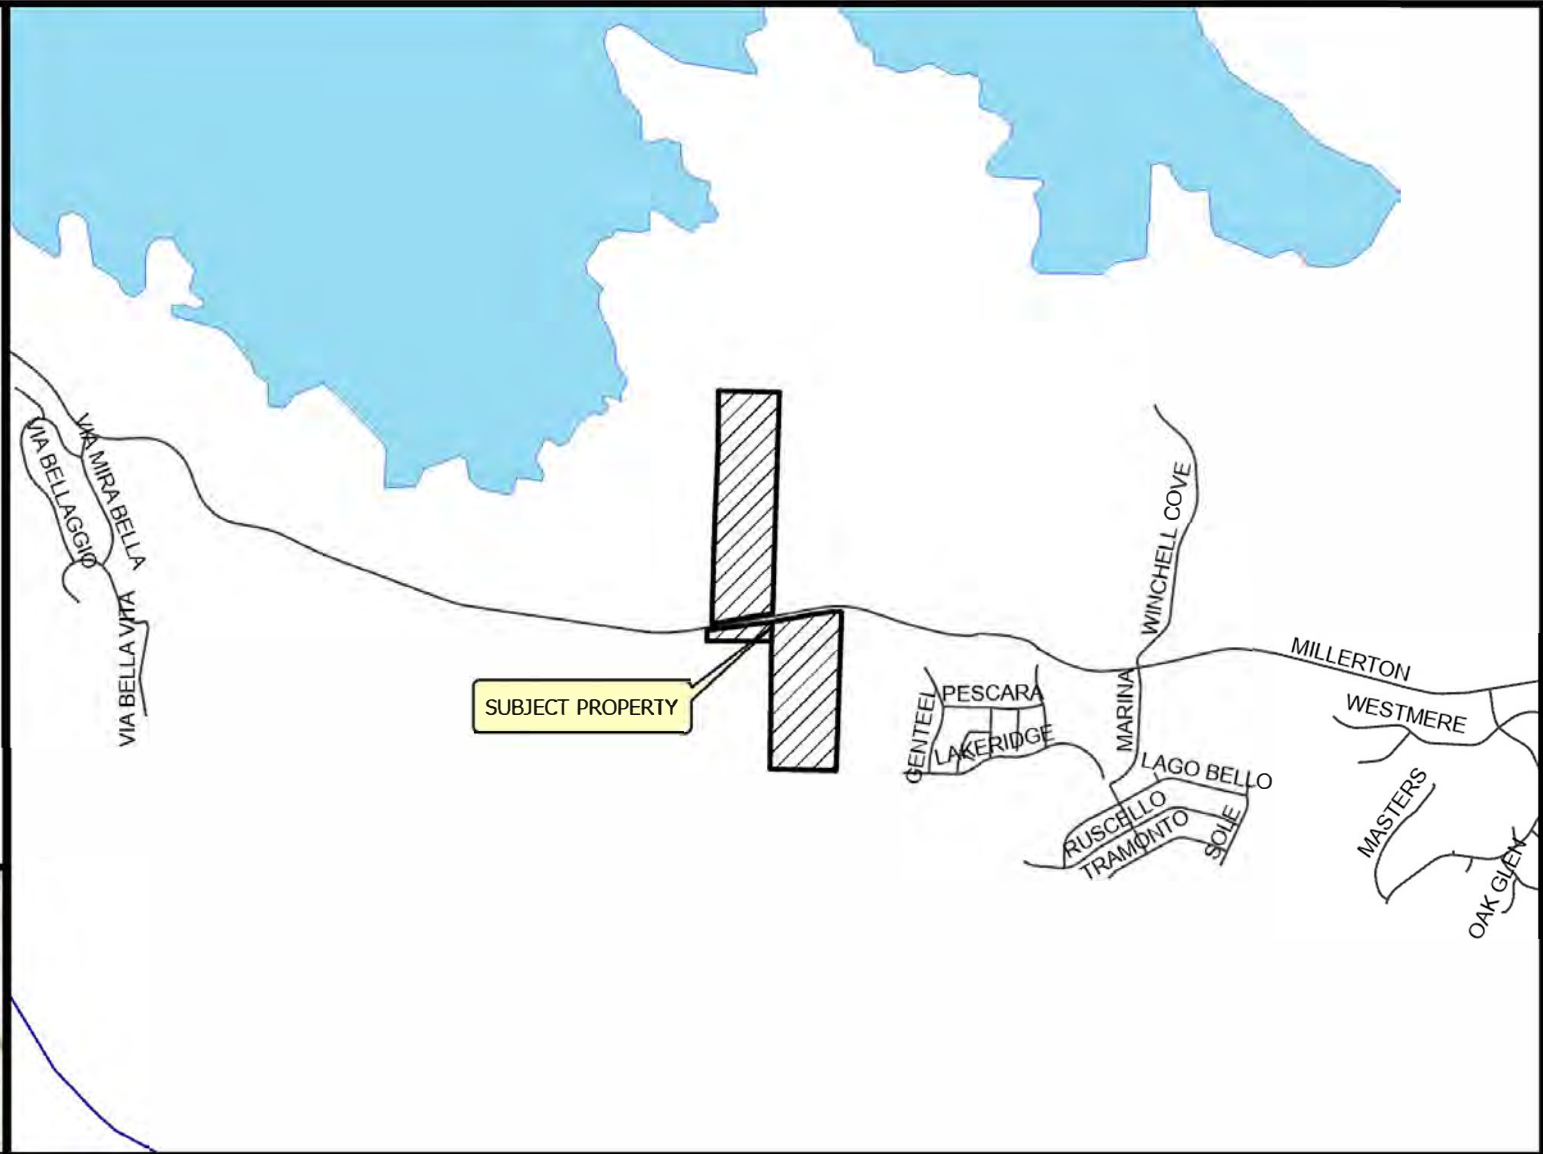 VIA BELLAGGIO
VIA MIRA BELLA
VIA BELLA VITA
SUBJECT PROPERTY
WINCHELL COVE
MILLERTON
GENTEEL
PESCARA
LAKERIDGE
MARINA
WESTMERE
LAGO BELLO
RUSCELLO
TRAMONTO
SOLE
MASTERS
OAK GLEN